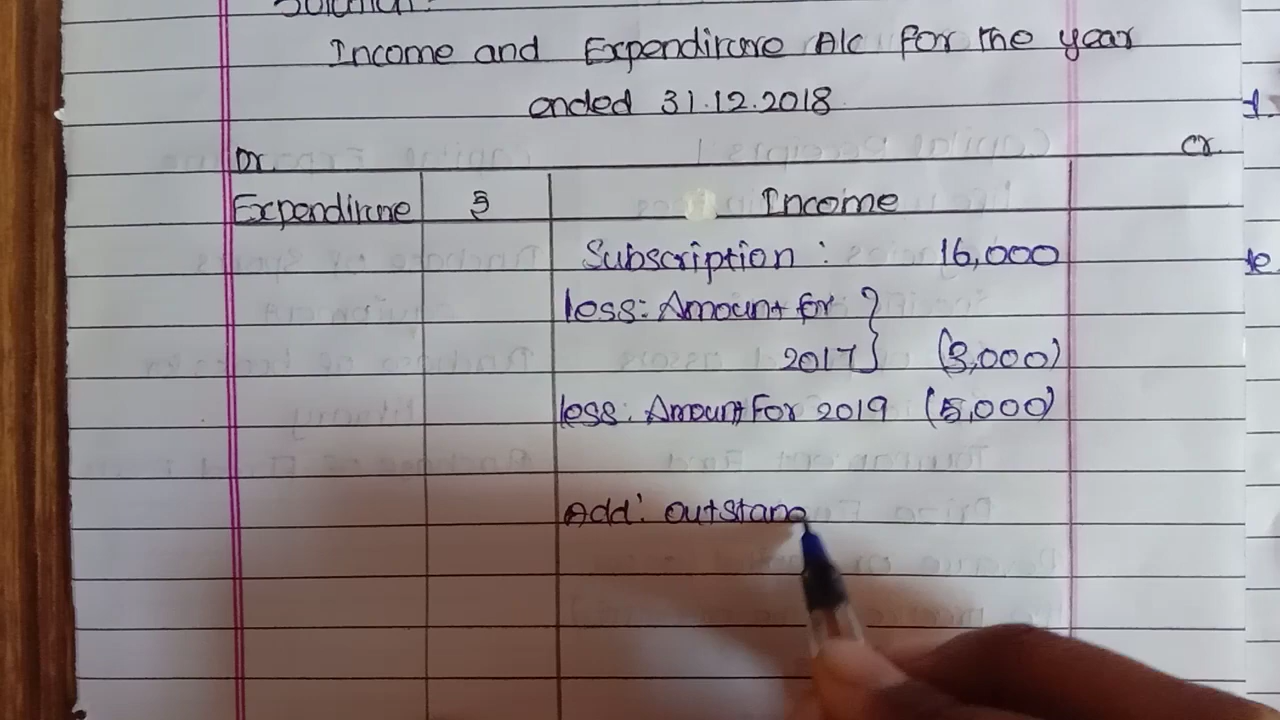 Solution:
Income and Expenditure A/c for the year
ended 31.12.2018
Dr. Cr.
Expenditure ₹ Income
Subscription : 16,000
less: Amount for }
2017 } (3,000)
less: Amount for 2019 (5,000)
Add: outstand